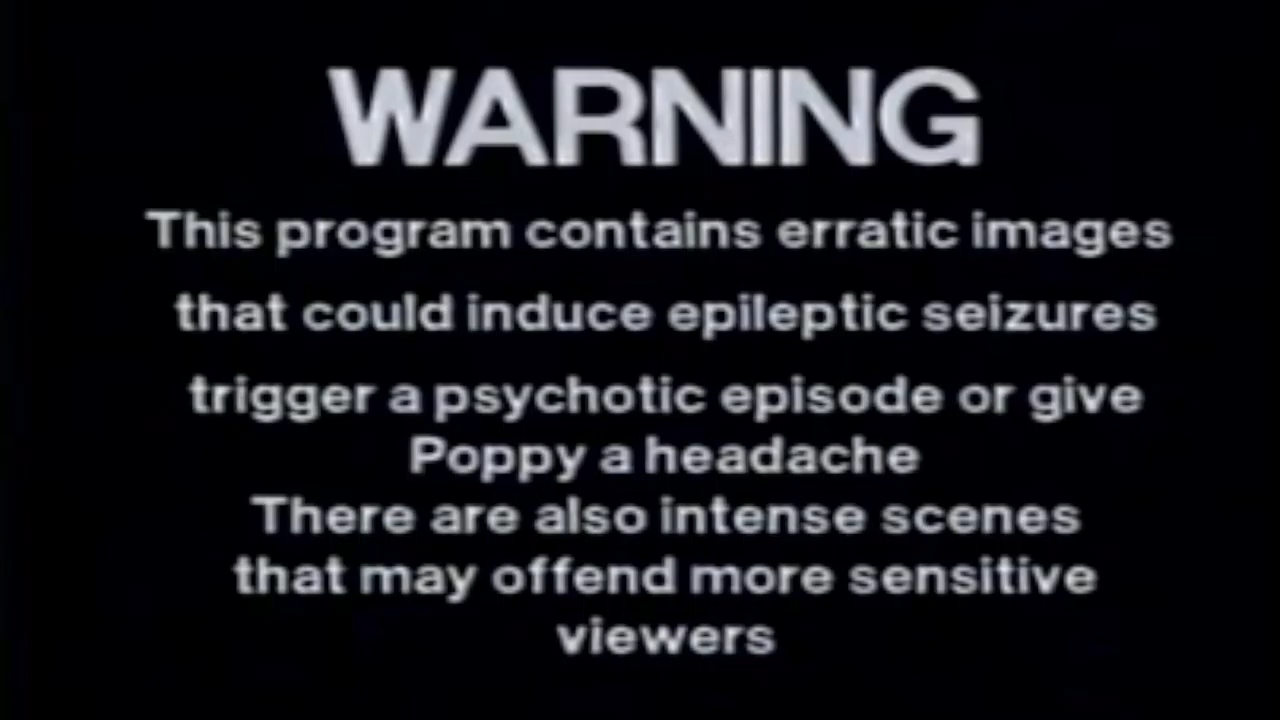 WARNING
This program contains erratic images
that could induce epileptic seizures
trigger a psychotic episode or give
Poppy a headache
There are also intense scenes
that may offend more sensitive
viewers